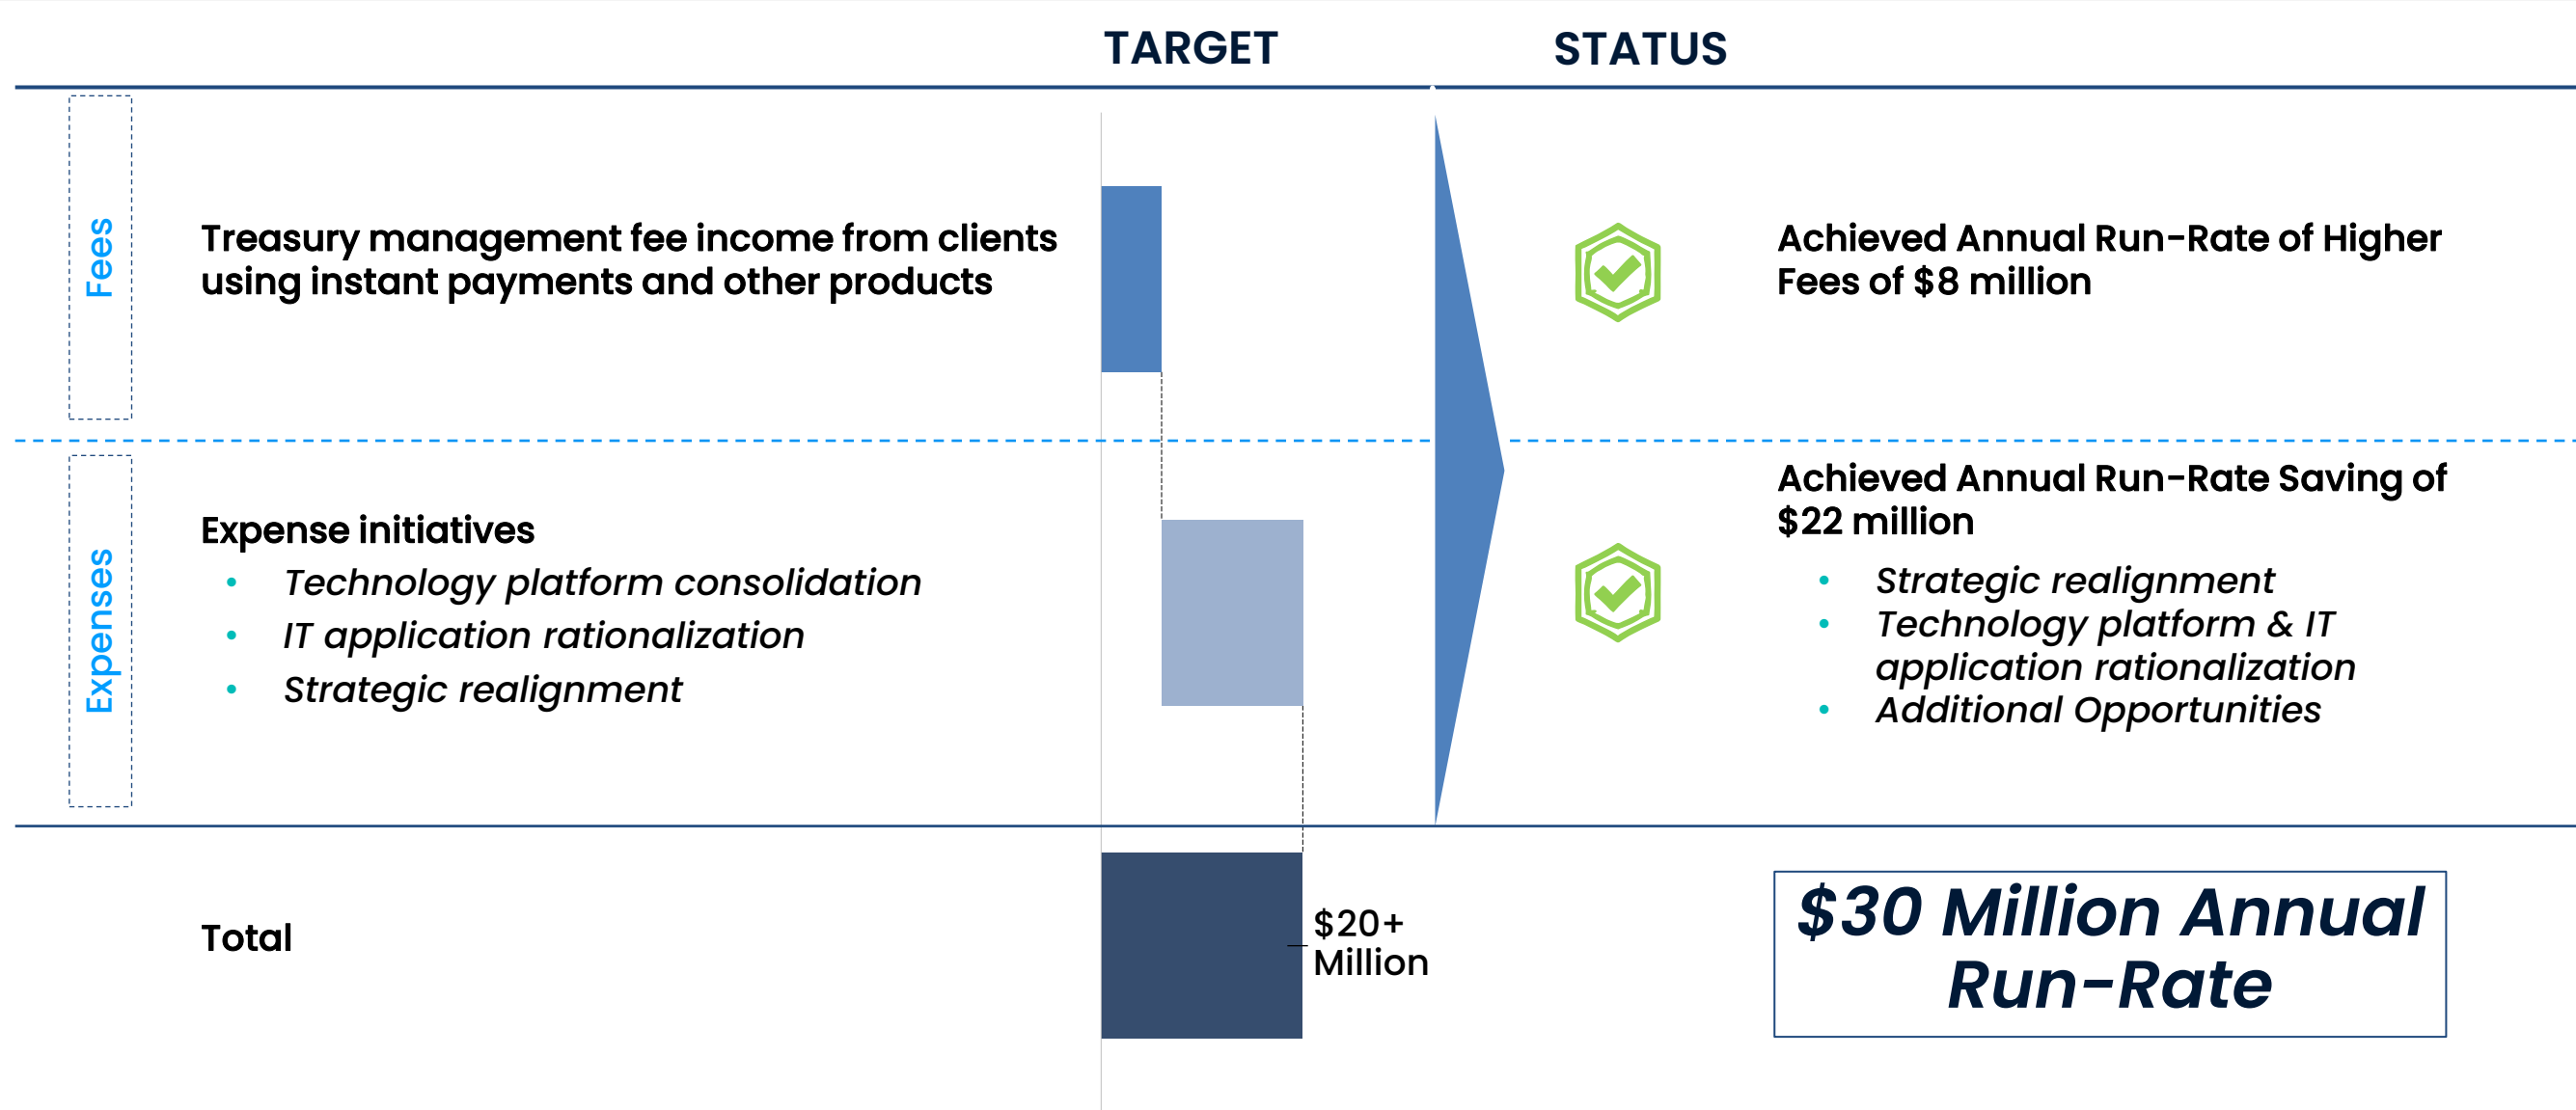 TARGET
STATUS
Fees
Treasury management fee income from clients
using instant payments and other products
Achieved Annual Run-Rate of Higher
Fees of $8 million
Expenses
Expense initiatives
• Technology platform consolidation
• IT application rationalization
• Strategic realignment
Achieved Annual Run-Rate Saving of
$22 million
• Strategic realignment
• Technology platform & IT
application rationalization
• Additional Opportunities
Total
$20+
Million
$30 Million Annual
Run-Rate